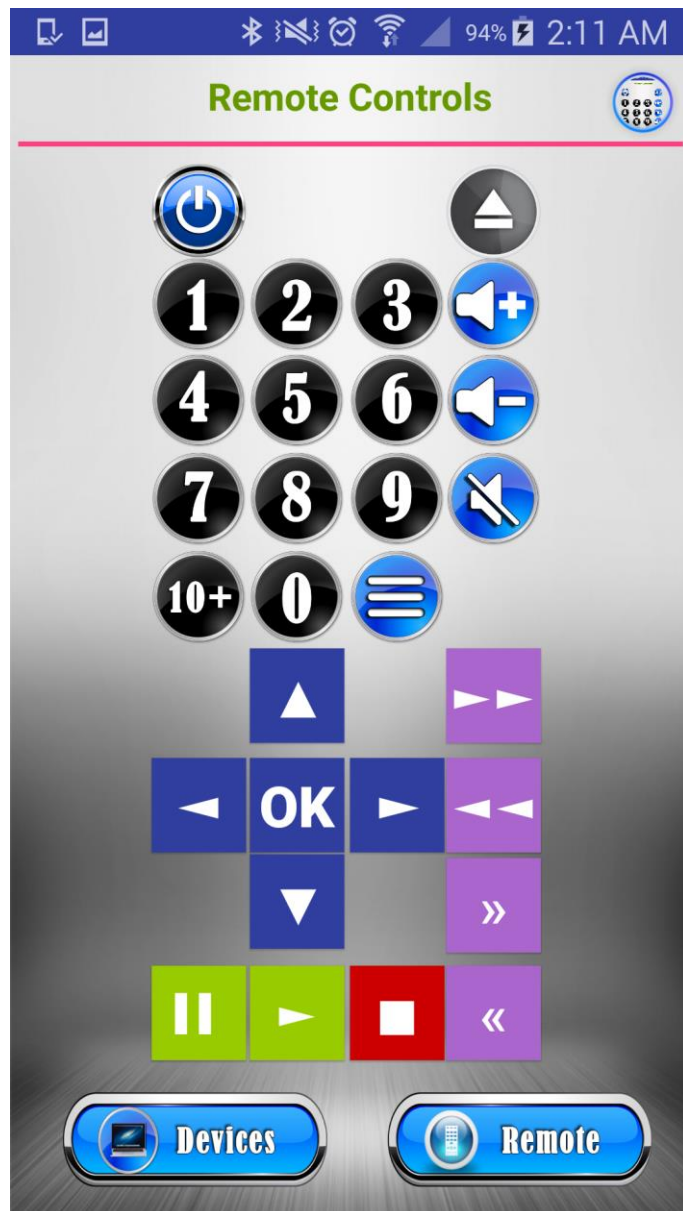 94% 2:11 AM
Remote Controls
1 2 3
4 5 6
7 8 9
10+ 0
OK
Devices Remote